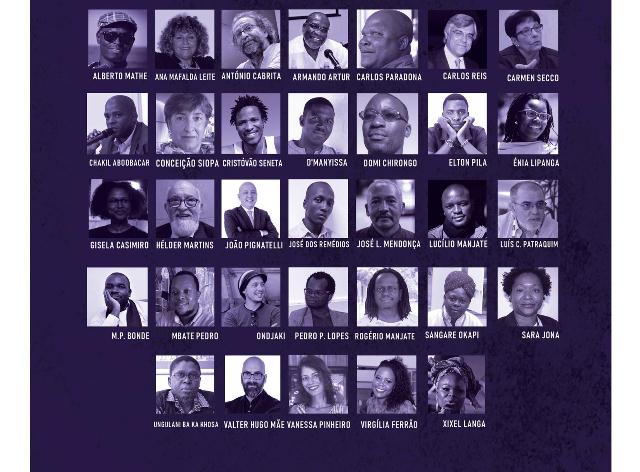 ALBERTO MATHE
ANA MAFALDA LEITE
ANTÓNIO CABRITA
ARMANDO ARTUR
CARLOS PARADONA
CARLOS REIS
CARMEN SECCO
CHAKIL ABOOBACAR
CONCEIÇÃO SIOPA
CRISTÓVÃO SENETA
D'MANYISSA
DOMI CHIRONGO
ELTON PILA
ÉNIA LIPANGA
GISELA CASIMIRO
HÉLDER MARTINS
JOÃO PIGNATELLI
JOSÉ DOS REMÉDIOS
JOSÉ L. MENDONÇA
LUCÍLIO MANJATE
LUÍS C. PATRAQUIM
M.P. BONDE
MBATE PEDRO
ONDJAKI
PEDRO P. LOPES
ROGÉRIO MANJATE
SANGARE OKAPI
SARA JONA
UNGULANI BA KA KHOSA
VALTER HUGO MÃE
VANESSA PINHEIRO
VIRGÍLIA FERRÃO
XIXEL LANGA